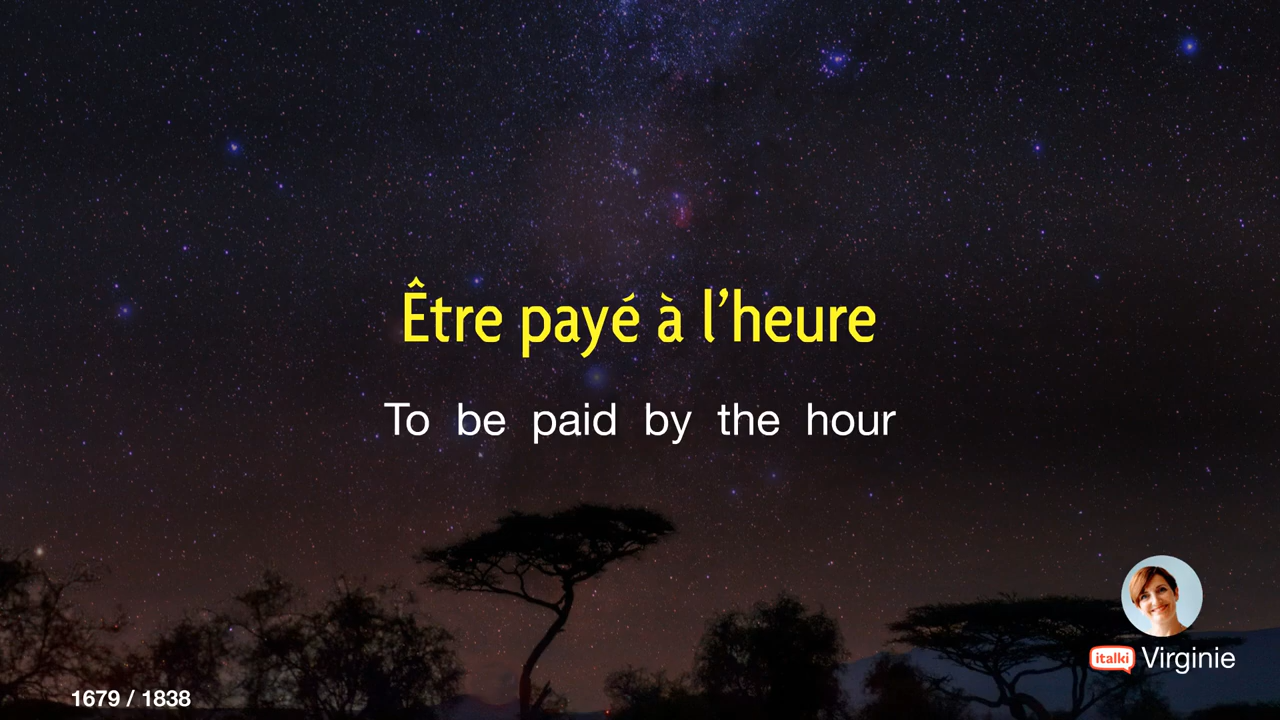 Être payé à l’heure
To be paid by the hour
italki Virginie
1679 / 1838